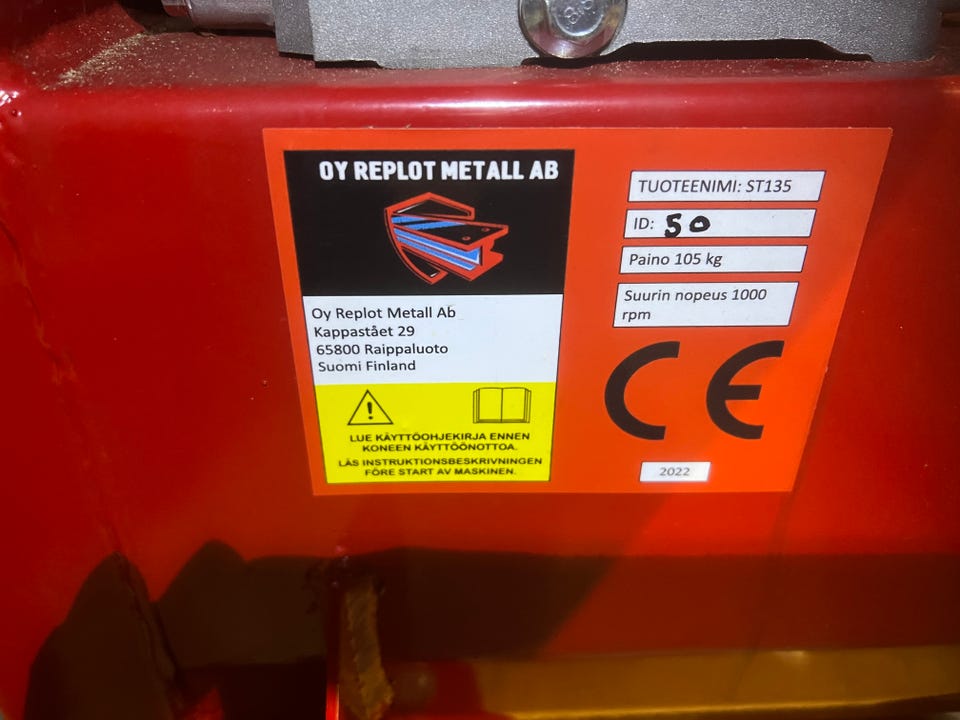 OY REPLOT METALL AB
Oy Replot Metall Ab
Kappastået 29
65800 Raippaluoto
Suomi Finland
LUE KÄYTTÖOHJEKIRJA ENNEN
KONEEN KÄYTTÖÖNOTTOA.
LÄS INSTRUKTIONSBESKRIVNINGEN
FÖRE START AV MASKINEN.
TUOTEENIMI: ST135
ID: 50
Paino 105 kg
Suurin nopeus 1000
rpm
CE
2022